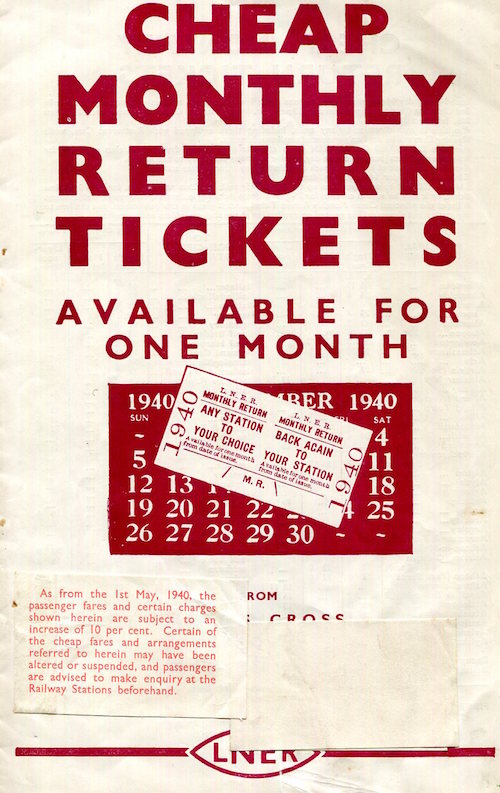 CHEAP
MONTHLY
RETURN
TICKETS
AVAILABLE FOR
ONE MONTH
1940 MBER 1940
SUN SAT
~ 4
5 11
12 13 18
19 20 21 22 25
26 27 28 29 30 ~ ~
L. N. E. R.
MONTHLY RETURN
ANY STATION
TO
YOUR CHOICE
Available for one month
from date of issue.
1940
L. N. E. R.
MONTHLY RETURN
BACK AGAIN
TO
YOUR STATION
Available for one month
from date of issue.
1940
M.R.
ROM
CROSS
As from the 1st May, 1940, the
passenger fares and certain charges
shown herein are subject to an
increase of 10 per cent. Certain of
the cheap fares and arrangements
referred to herein may have been
altered or suspended, and passengers
are advised to make enquiry at the
Railway Stations beforehand.
LNER